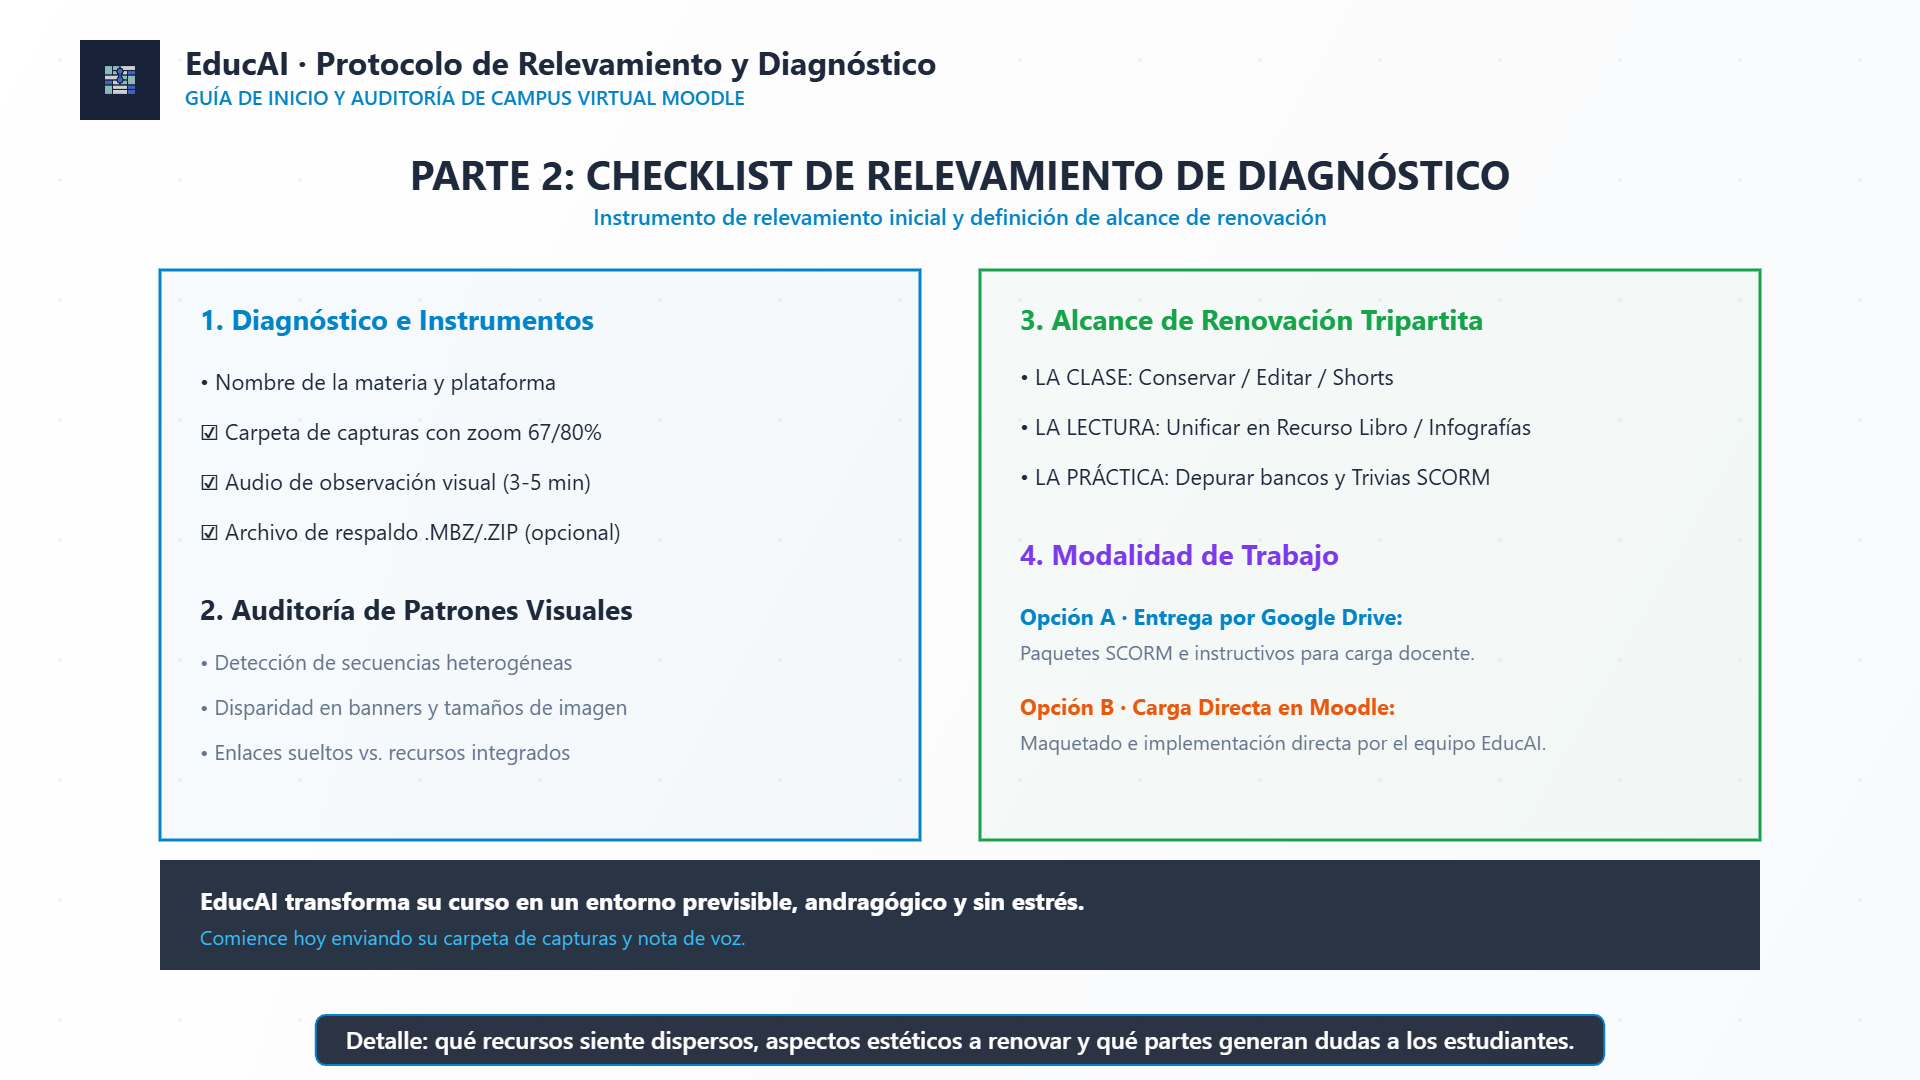 EducAI · Protocolo de Relevamiento y Diagnóstico
GUÍA DE INICIO Y AUDITORÍA DE CAMPUS VIRTUAL MOODLE
PARTE 2: CHECKLIST DE RELEVAMIENTO DE DIAGNÓSTICO
Instrumento de relevamiento inicial y definición de alcance de renovación
1. Diagnóstico e Instrumentos
• Nombre de la materia y plataforma
☑ Carpeta de capturas con zoom 67/80%
☑ Audio de observación visual (3-5 min)
☑ Archivo de respaldo .MBZ/.ZIP (opcional)
2. Auditoría de Patrones Visuales
• Detección de secuencias heterogéneas
• Disparidad en banners y tamaños de imagen
• Enlaces sueltos vs. recursos integrados
3. Alcance de Renovación Tripartita
• LA CLASE: Conservar / Editar / Shorts
• LA LECTURA: Unificar en Recurso Libro / Infografías
• LA PRÁCTICA: Depurar bancos y Trivias SCORM
4. Modalidad de Trabajo
Opción A · Entrega por Google Drive:
Paquetes SCORM e instructivos para carga docente.
Opción B · Carga Directa en Moodle:
Maquetado e implementación directa por el equipo EducAI.
EducAI transforma su curso en un entorno previsible, andragógico y sin estrés.
Comience hoy enviando su carpeta de capturas y nota de voz.
Detalle: qué recursos siente dispersos, aspectos estéticos a renovar y qué partes generan dudas a los estudiantes.